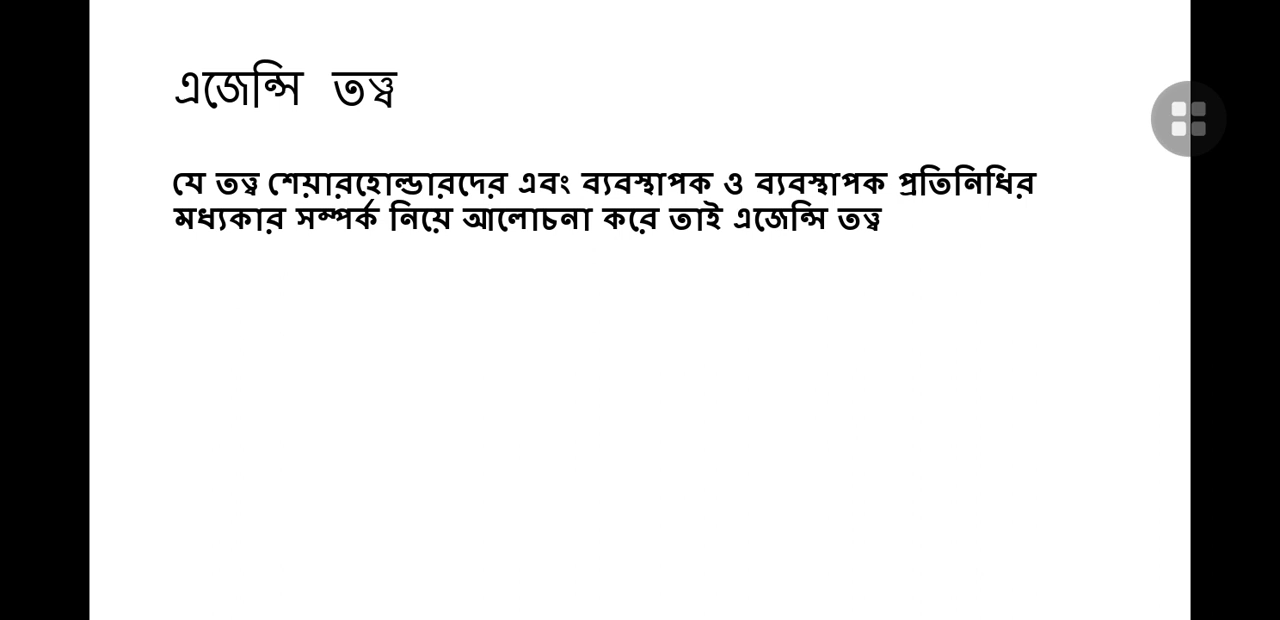 এজেন্সি তত্ত্ব
যে তত্ত্ব শেয়ারহোল্ডারদের এবং ব্যবস্থাপক ও ব্যবস্থাপক প্রতিনিধির
মধ্যকার সম্পর্ক নিয়ে আলোচনা করে তাই এজেন্সি তত্ত্ব